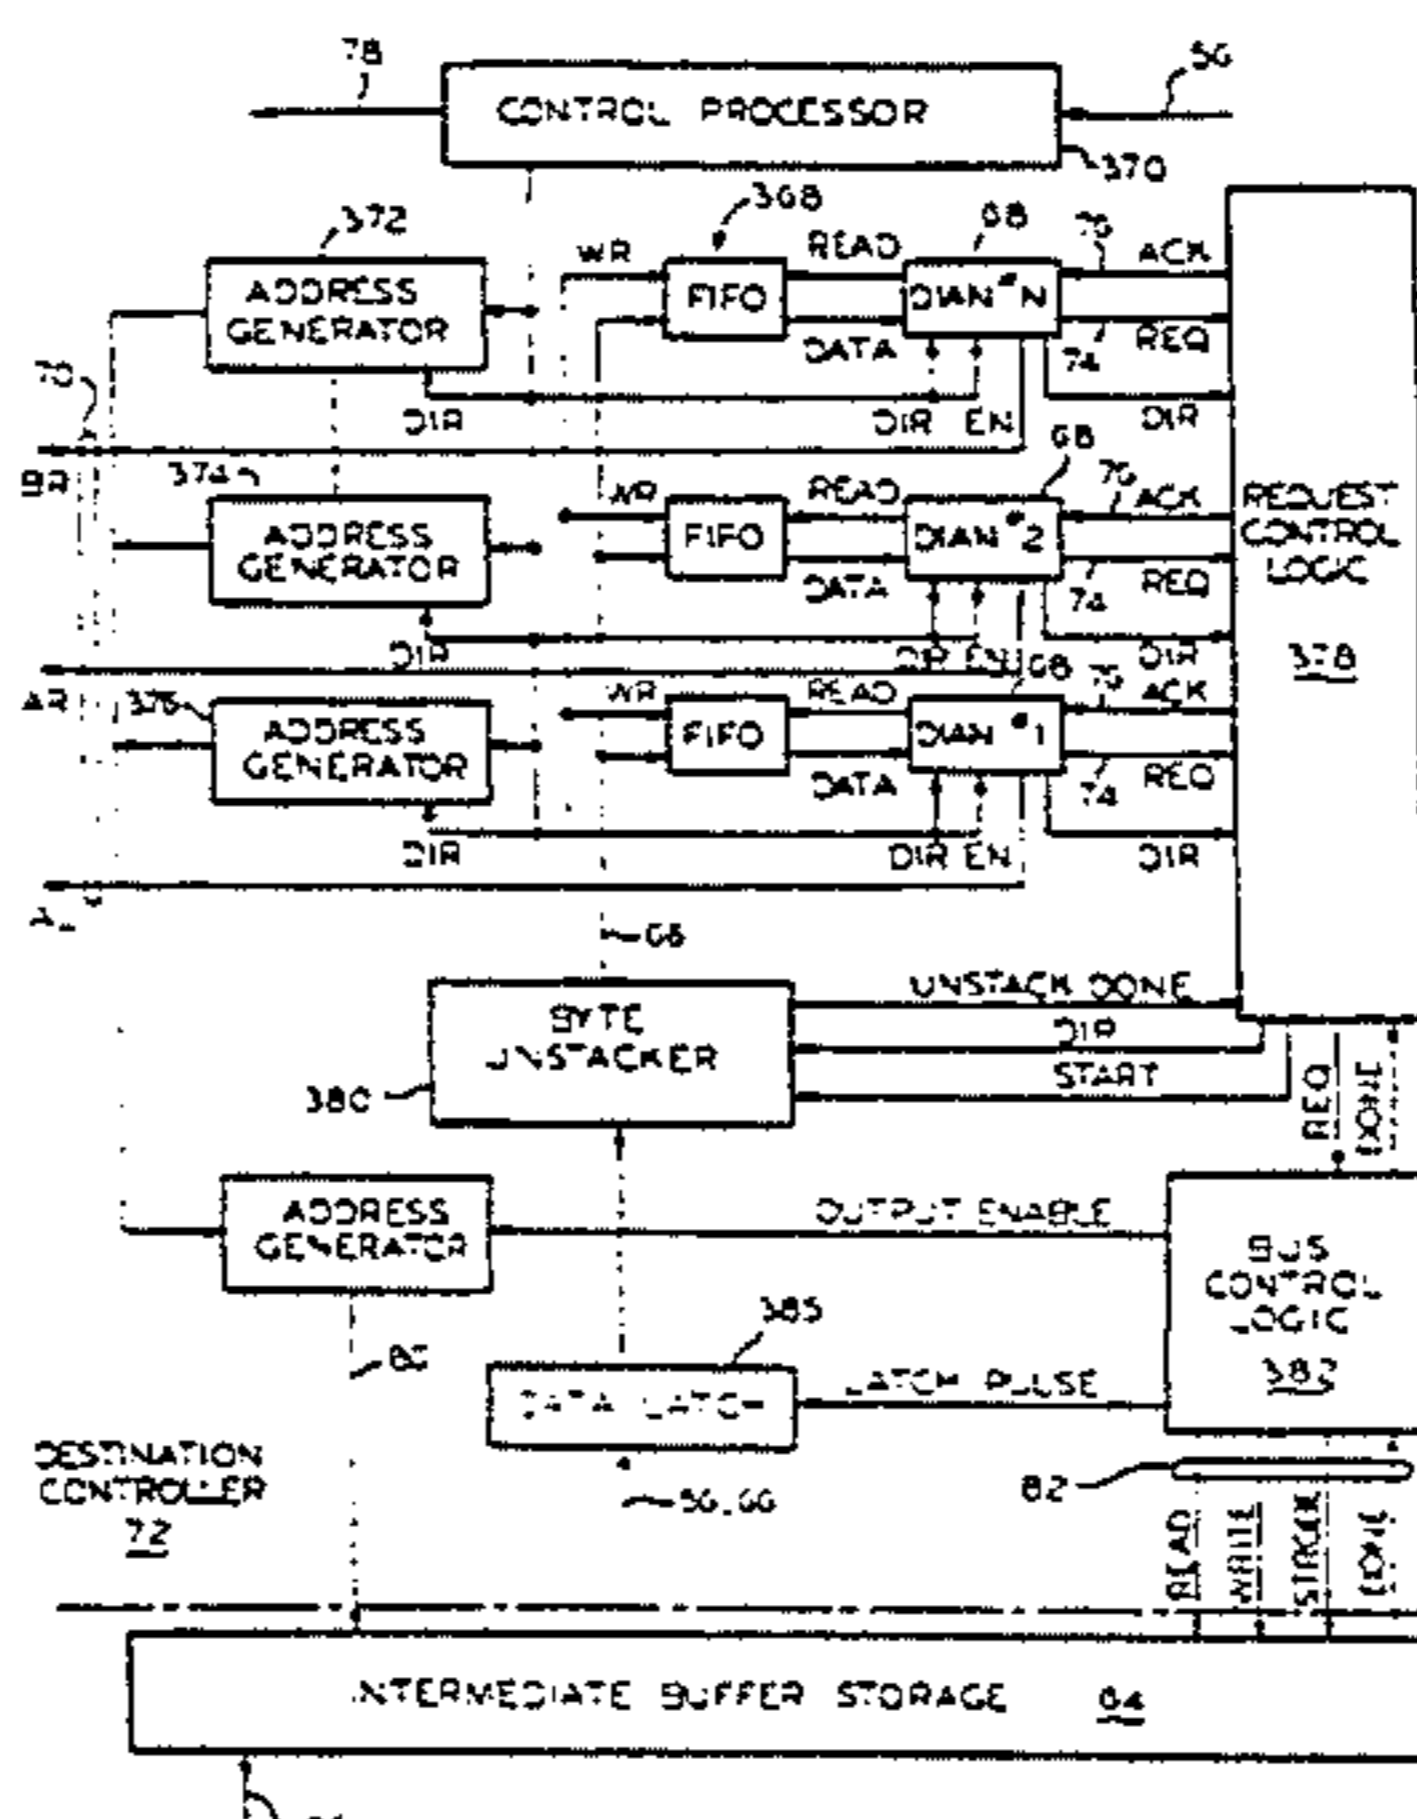 78
56
CONTROL PROCESSOR
370
372
368
68
76
WR
READ
ACK
ADDRESS
GENERATOR
FIFO
DIAN #N
DATA
74
REQ
DIR
DIR EN
DIR
BR
374
68
WR
READ
76
ACK
REQUEST
CONTROL
LOGIC
378
ADDRESS
GENERATOR
FIFO
DIAN #2
DATA
74
REQ
DIR
DIR EN
DIR
AR
376
WR
READ
68
76
ACK
ADDRESS
GENERATOR
FIFO
DIAN #1
DATA
74
REQ
DIR
DIR EN
DIR
UNSTACK DONE
BYTE
UNSTACKER
DIR
START
380
REQ
DONE
ADDRESS
GENERATOR
OUTPUT ENABLE
BUS
CONTROL
LOGIC
382
385
DATA LATCH
LATCH PULSE
DESTINATION
CONTROLLER
72
82
56,66
READ
WRITE
DONE
INTERMEDIATE BUFFER STORAGE 64